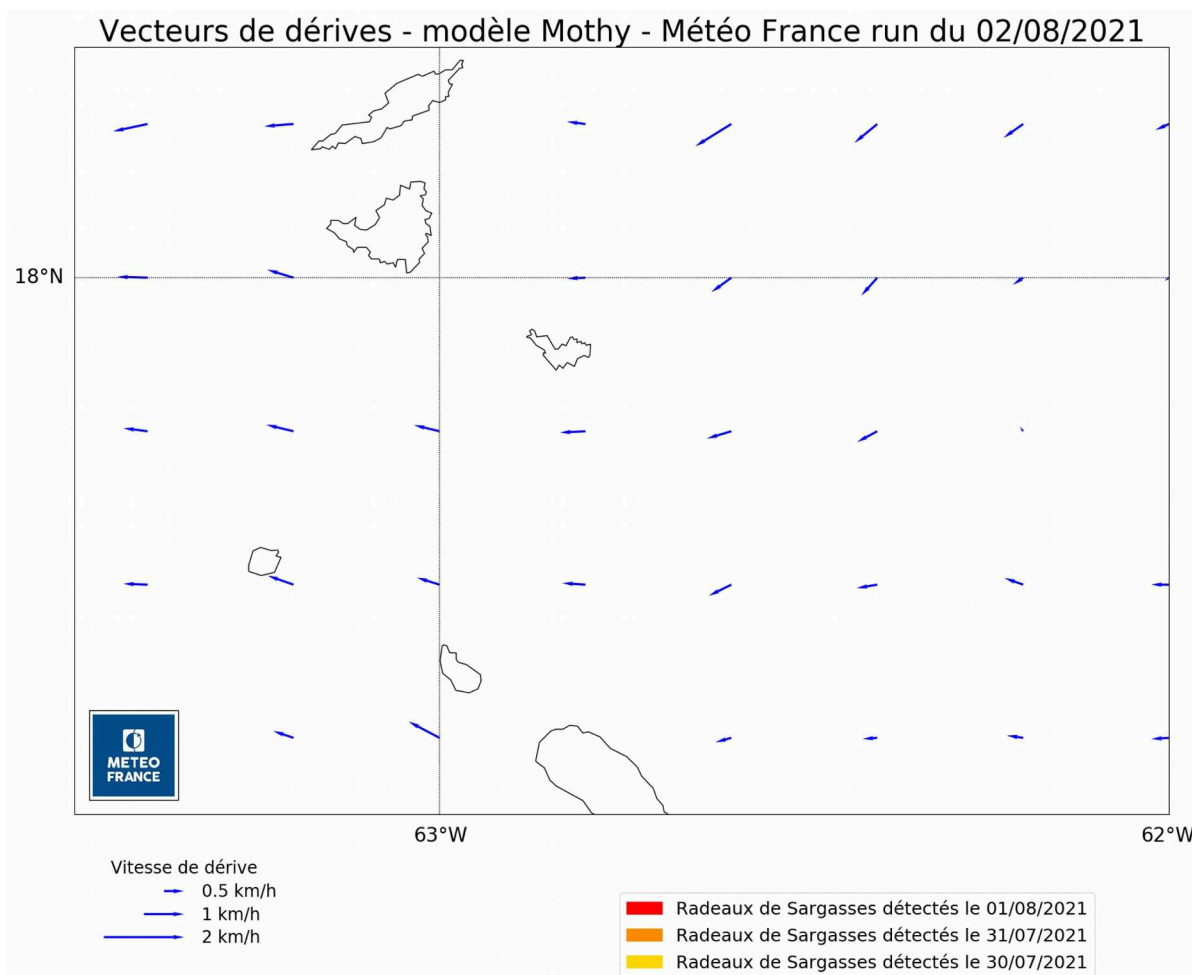 Vecteurs de dérives - modèle Mothy - Météo France run du 02/08/2021
18°N
METEO
FRANCE
63°W
62°W
Vitesse de dérive
0.5 km/h
1 km/h
2 km/h
Radeaux de Sargasses détectés le 01/08/2021
Radeaux de Sargasses détectés le 31/07/2021
Radeaux de Sargasses détectés le 30/07/2021